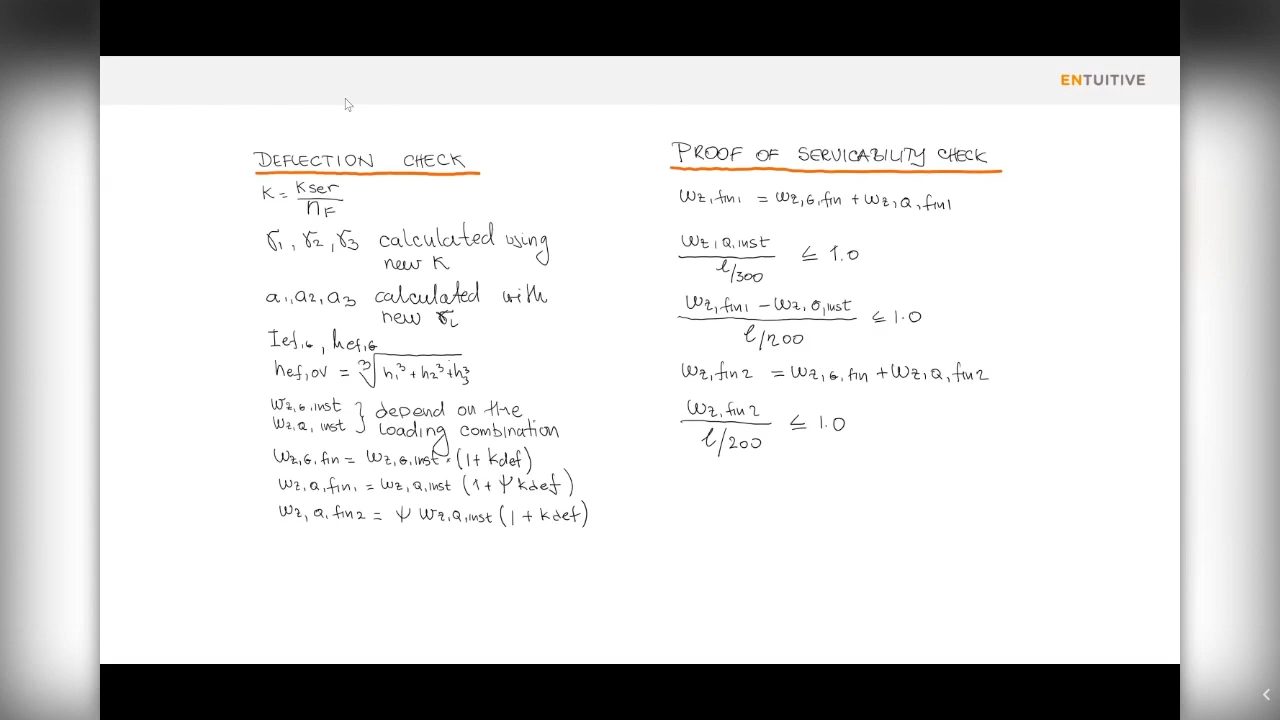 ENTUITIVE
DEFLECTION CHECK
K = Kser / nF
γ1, γ2, γ3 calculated using
new K
a1, a2, a3 calculated with
new γi
Ief,G , hef,G
hef,ov = ∛(h1³ + h2³ + h3³)
wz,G,inst
wz,Q,inst } depend on the
loading combination
wz,G,fin = wz,G,inst · (1 + kdef)
wz,Q,fin1 = wz,Q,inst (1 + ψ kdef)
wz,Q,fin2 = ψ wz,Q,inst (1 + kdef)
PROOF OF SERVICABILITY CHECK
wz,fin1 = wz,G,fin + wz,Q,fin1
wz,Q,inst / l/300 ≤ 1.0
wz,fin1 - wz,G,inst / l/200 ≤ 1.0
wz,fin2 = wz,G,fin + wz,Q,fin2
wz,fin2 / l/200 ≤ 1.0